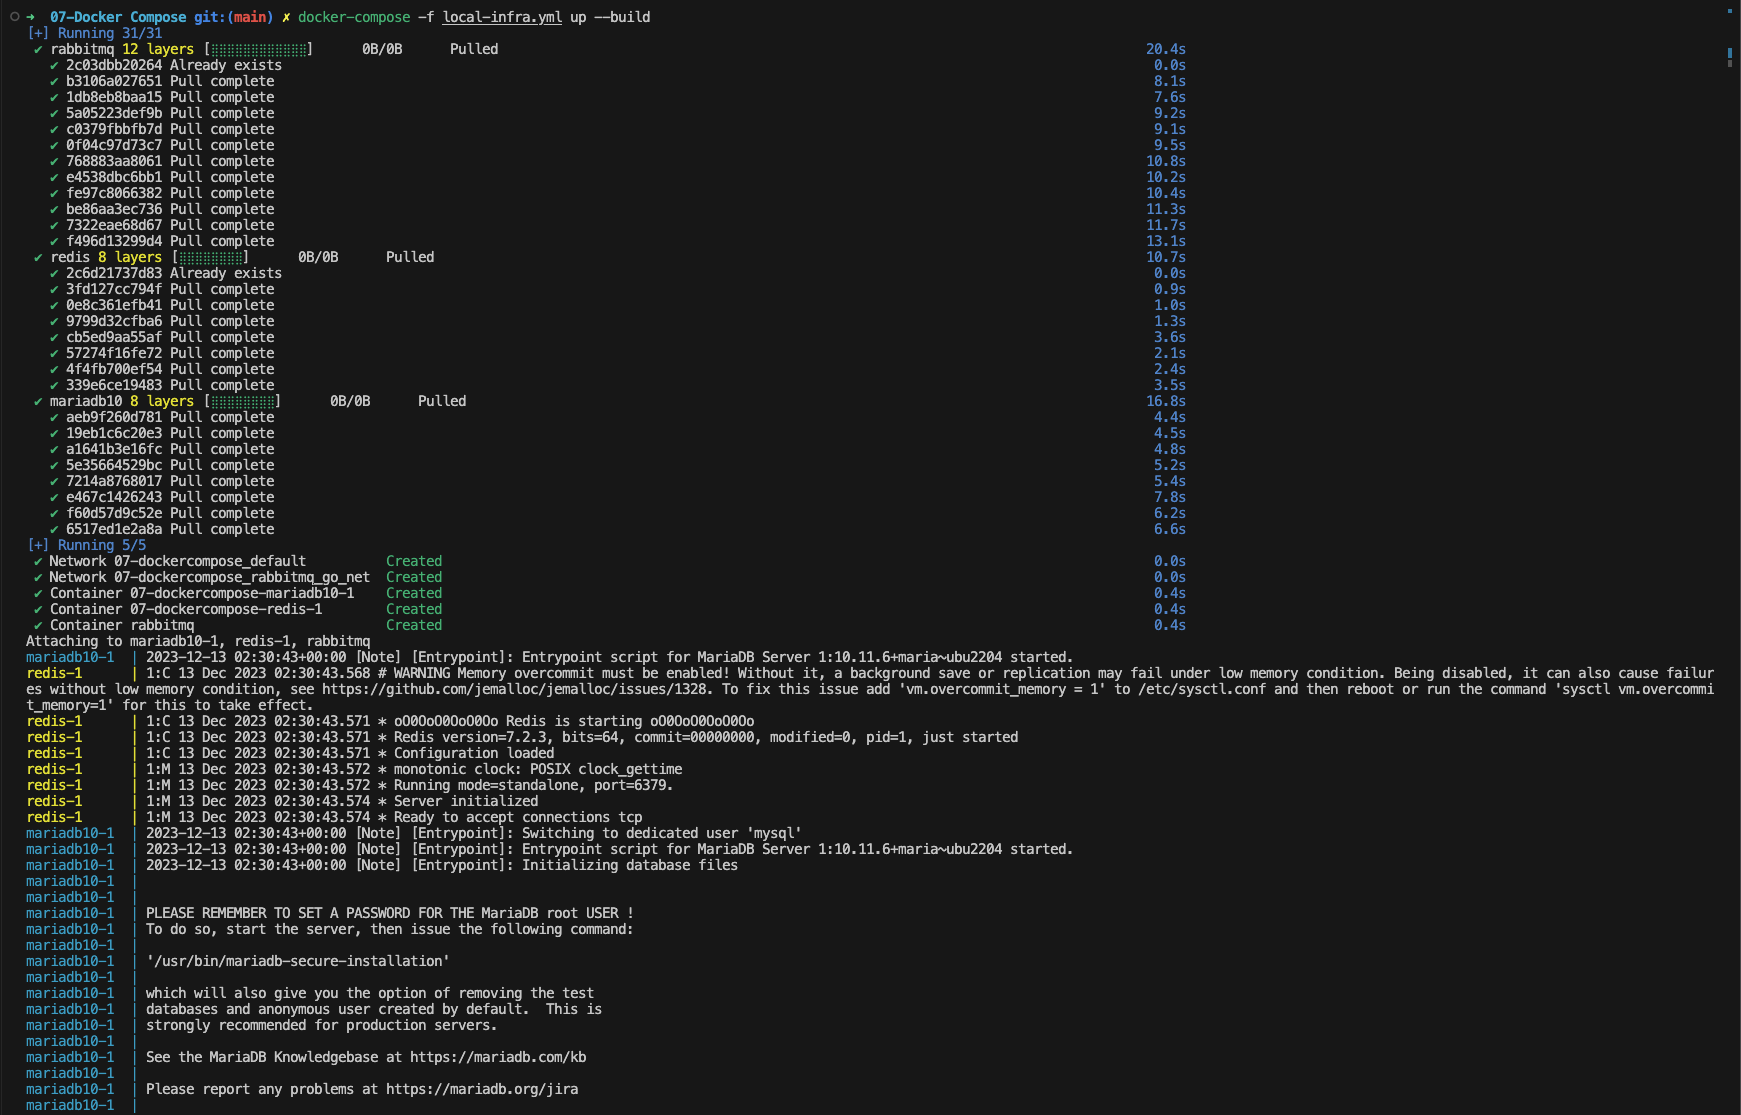 → 07-Docker Compose git:(main) ✗ docker-compose -f local-infra.yml up --build
[+] Running 31/31
✔ rabbitmq 12 layers [⣿⣿⣿⣿⣿⣿⣿⣿⣿⣿⣿⣿] 0B/0B Pulled 20.4s
✔ 2c03dbb20264 Already exists 0.0s
✔ b3106a027651 Pull complete 8.1s
✔ 1db8eb8baa15 Pull complete 7.6s
✔ 5a05223def9b Pull complete 9.2s
✔ c0379fbbfb7d Pull complete 9.1s
✔ 0f04c97d73c7 Pull complete 9.5s
✔ 768883aa8061 Pull complete 10.8s
✔ e4538dbc6bb1 Pull complete 10.2s
✔ fe97c8066382 Pull complete 10.4s
✔ be86aa3ec736 Pull complete 11.3s
✔ 7322eae68d67 Pull complete 11.7s
✔ f496d13299d4 Pull complete 13.1s
✔ redis 8 layers [⣿⣿⣿⣿⣿⣿⣿⣿] 0B/0B Pulled 10.7s
✔ 2c6d21737d83 Already exists 0.0s
✔ 3fd127cc794f Pull complete 0.9s
✔ 0e8c361efb41 Pull complete 1.0s
✔ 9799d32cfba6 Pull complete 1.3s
✔ cb5ed9aa55af Pull complete 3.6s
✔ 57274f16fe72 Pull complete 2.1s
✔ 4f4fb700ef54 Pull complete 2.4s
✔ 339e6ce19483 Pull complete 3.5s
✔ mariadb10 8 layers [⣿⣿⣿⣿⣿⣿⣿⣿] 0B/0B Pulled 16.8s
✔ aeb9f260d781 Pull complete 4.4s
✔ 19eb1c6c20e3 Pull complete 4.5s
✔ a1641b3e16fc Pull complete 4.8s
✔ 5e35664529bc Pull complete 5.2s
✔ 7214a8768017 Pull complete 5.4s
✔ e467c1426243 Pull complete 7.8s
✔ f60d57d9c52e Pull complete 6.2s
✔ 6517ed1e2a8a Pull complete 6.6s
[+] Running 5/5
✔ Network 07-dockercompose_default Created 0.0s
✔ Network 07-dockercompose_rabbitmq_go_net Created 0.0s
✔ Container 07-dockercompose-mariadb10-1 Created 0.4s
✔ Container 07-dockercompose-redis-1 Created 0.4s
✔ Container rabbitmq Created 0.4s
Attaching to mariadb10-1, redis-1, rabbitmq
mariadb10-1 | 2023-12-13 02:30:43+00:00 [Note] [Entrypoint]: Entrypoint script for MariaDB Server 1:10.11.6+maria~ubu2204 started.
redis-1 | 1:C 13 Dec 2023 02:30:43.568 # WARNING Memory overcommit must be enabled! Without it, a background save or replication may fail under low memory condition. Being disabled, it can also cause failur
es without low memory condition, see https://github.com/jemalloc/jemalloc/issues/1328. To fix this issue add 'vm.overcommit_memory = 1' to /etc/sysctl.conf and then reboot or run the command 'sysctl vm.overcommi
t_memory=1' for this to take effect.
redis-1 | 1:C 13 Dec 2023 02:30:43.571 * oO0OoO0OoO0Oo Redis is starting oO0OoO0OoO0Oo
redis-1 | 1:C 13 Dec 2023 02:30:43.571 * Redis version=7.2.3, bits=64, commit=00000000, modified=0, pid=1, just started
redis-1 | 1:C 13 Dec 2023 02:30:43.571 * Configuration loaded
redis-1 | 1:M 13 Dec 2023 02:30:43.572 * monotonic clock: POSIX clock_gettime
redis-1 | 1:M 13 Dec 2023 02:30:43.572 * Running mode=standalone, port=6379.
redis-1 | 1:M 13 Dec 2023 02:30:43.574 * Server initialized
redis-1 | 1:M 13 Dec 2023 02:30:43.574 * Ready to accept connections tcp
mariadb10-1 | 2023-12-13 02:30:43+00:00 [Note] [Entrypoint]: Switching to dedicated user 'mysql'
mariadb10-1 | 2023-12-13 02:30:43+00:00 [Note] [Entrypoint]: Entrypoint script for MariaDB Server 1:10.11.6+maria~ubu2204 started.
mariadb10-1 | 2023-12-13 02:30:43+00:00 [Note] [Entrypoint]: Initializing database files
mariadb10-1 |
mariadb10-1 |
mariadb10-1 | PLEASE REMEMBER TO SET A PASSWORD FOR THE MariaDB root USER !
mariadb10-1 | To do so, start the server, then issue the following command:
mariadb10-1 |
mariadb10-1 | '/usr/bin/mariadb-secure-installation'
mariadb10-1 |
mariadb10-1 | which will also give you the option of removing the test
mariadb10-1 | databases and anonymous user created by default.  This is
mariadb10-1 | strongly recommended for production servers.
mariadb10-1 |
mariadb10-1 | See the MariaDB Knowledgebase at https://mariadb.com/kb
mariadb10-1 |
mariadb10-1 | Please report any problems at https://mariadb.org/jira
mariadb10-1 |